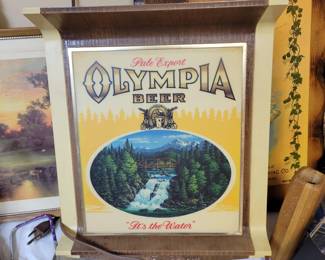 Pale Export
OLYMPIA
BEER
"It's the Water"